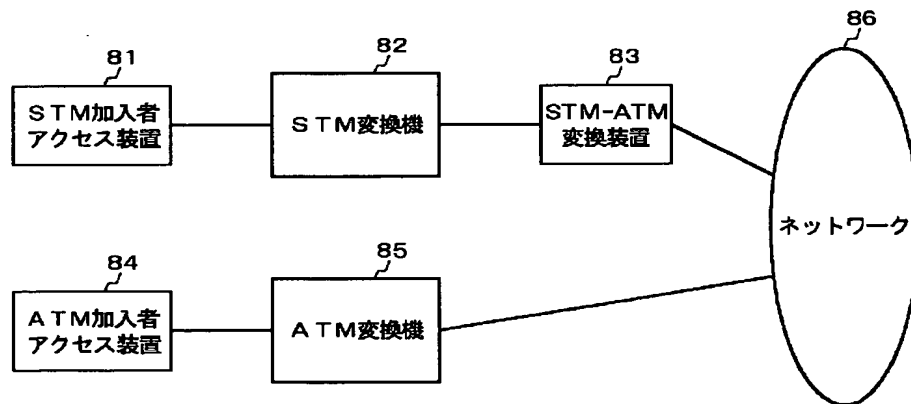 81
STM加入者
アクセス装置
82
STM変換機
83
STM-ATM
変換装置
86
ネットワーク
84
ATM加入者
アクセス装置
85
ATM変換機